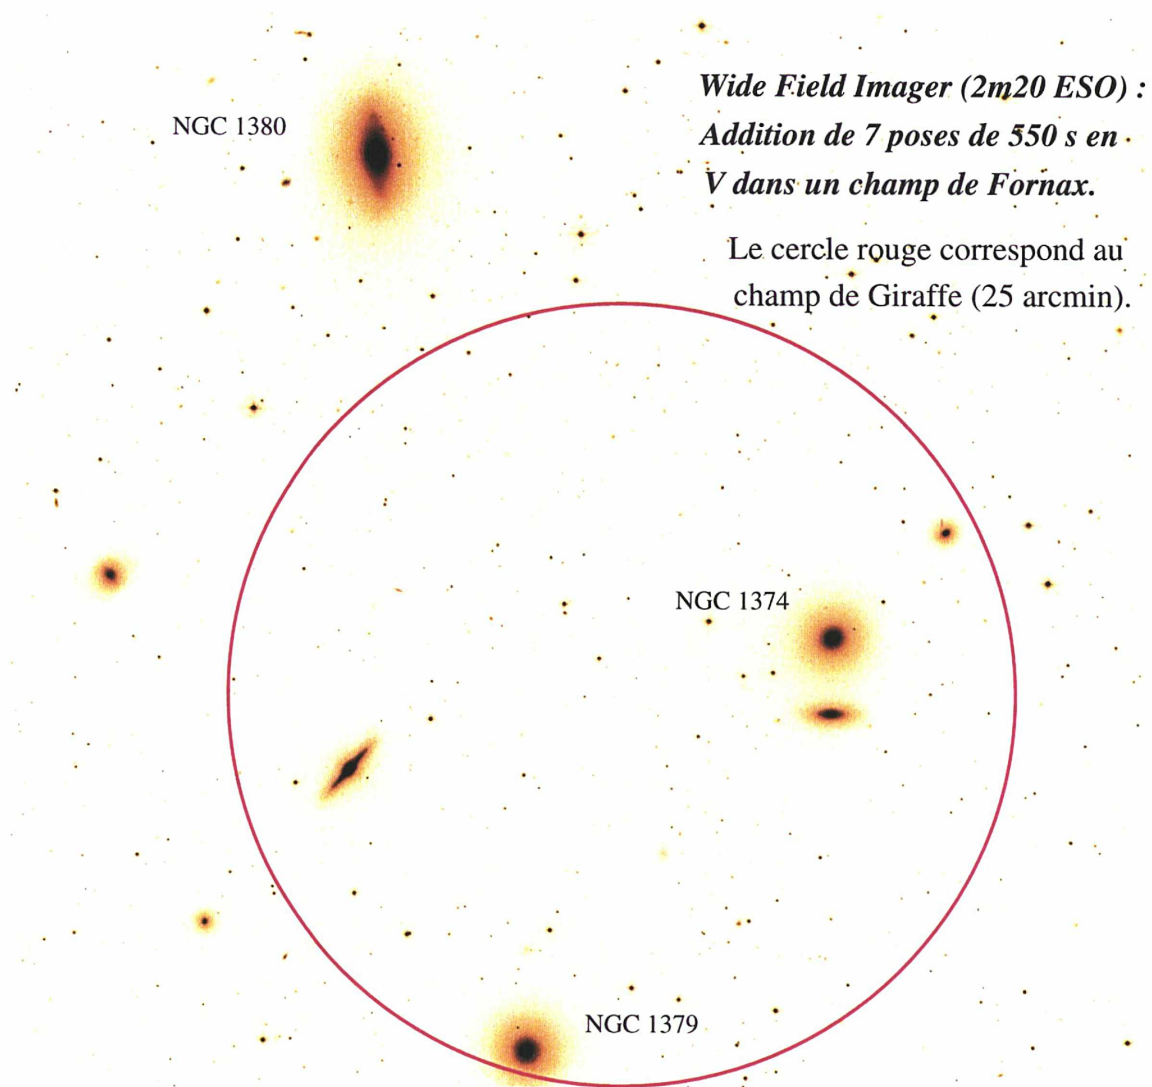 Wide Field Imager (2m20 ESO) :
NGC 1380
Addition de 7 poses de 550 s en
V dans un champ de Fornax.
Le cercle rouge correspond au
champ de Giraffe (25 arcmin).
NGC 1374
NGC 1379